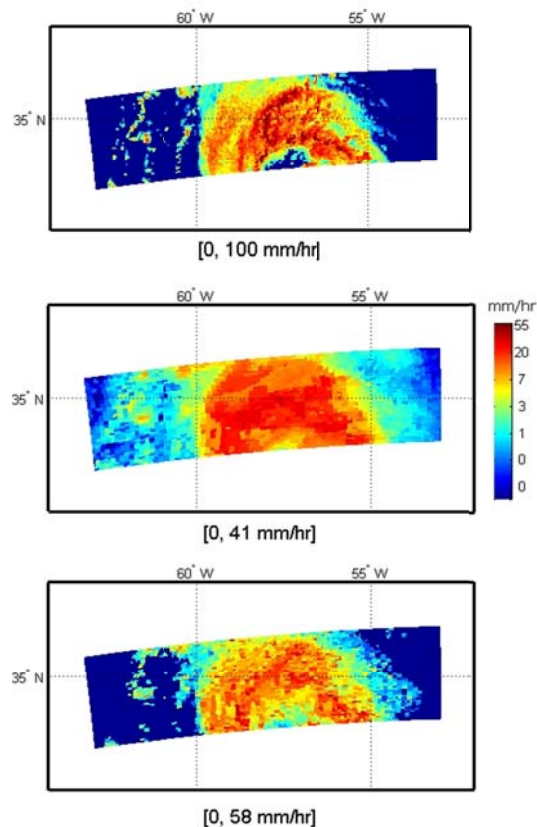 60° W 55° W
35° N
[0, 100 mm/hr]
60° W 55° W
mm/hr
55
20
7
3
1
0
0
35° N
[0, 41 mm/hr]
60° W 55° W
35° N
[0, 58 mm/hr]